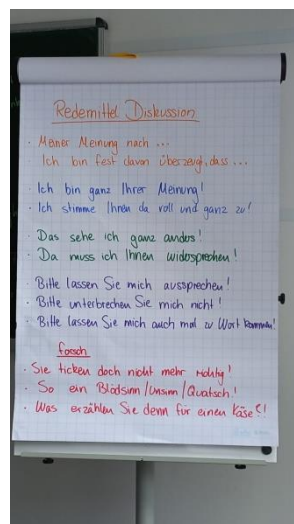 Redemittel Diskussion
· Meiner Meinung nach ...
· Ich bin fest davon überzeugt, dass ...
· Ich bin ganz Ihrer Meinung!
· Ich stimme Ihnen da voll und ganz zu!
· Das sehe ich ganz anders!
· Da muss ich Ihnen widersprechen!
· Bitte lassen Sie mich aussprechen!
· Bitte unterbrechen Sie mich nicht!
· Bitte lassen Sie mich auch mal zu Wort kommen!
forsch
· Sie ticken doch nicht mehr richtig!
· So ein Blödsinn/Unsinn/Quatsch!
· Was erzählen Sie denn für einen Käse?!